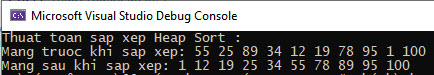 Microsoft Visual Studio Debug Console
Thuat toan sap xep Heap Sort :
Mang truoc khi sap xep: 55 25 89 34 12 19 78 95 1 100
Mang sau khi sap xep: 1 12 19 25 34 55 78 89 95 100